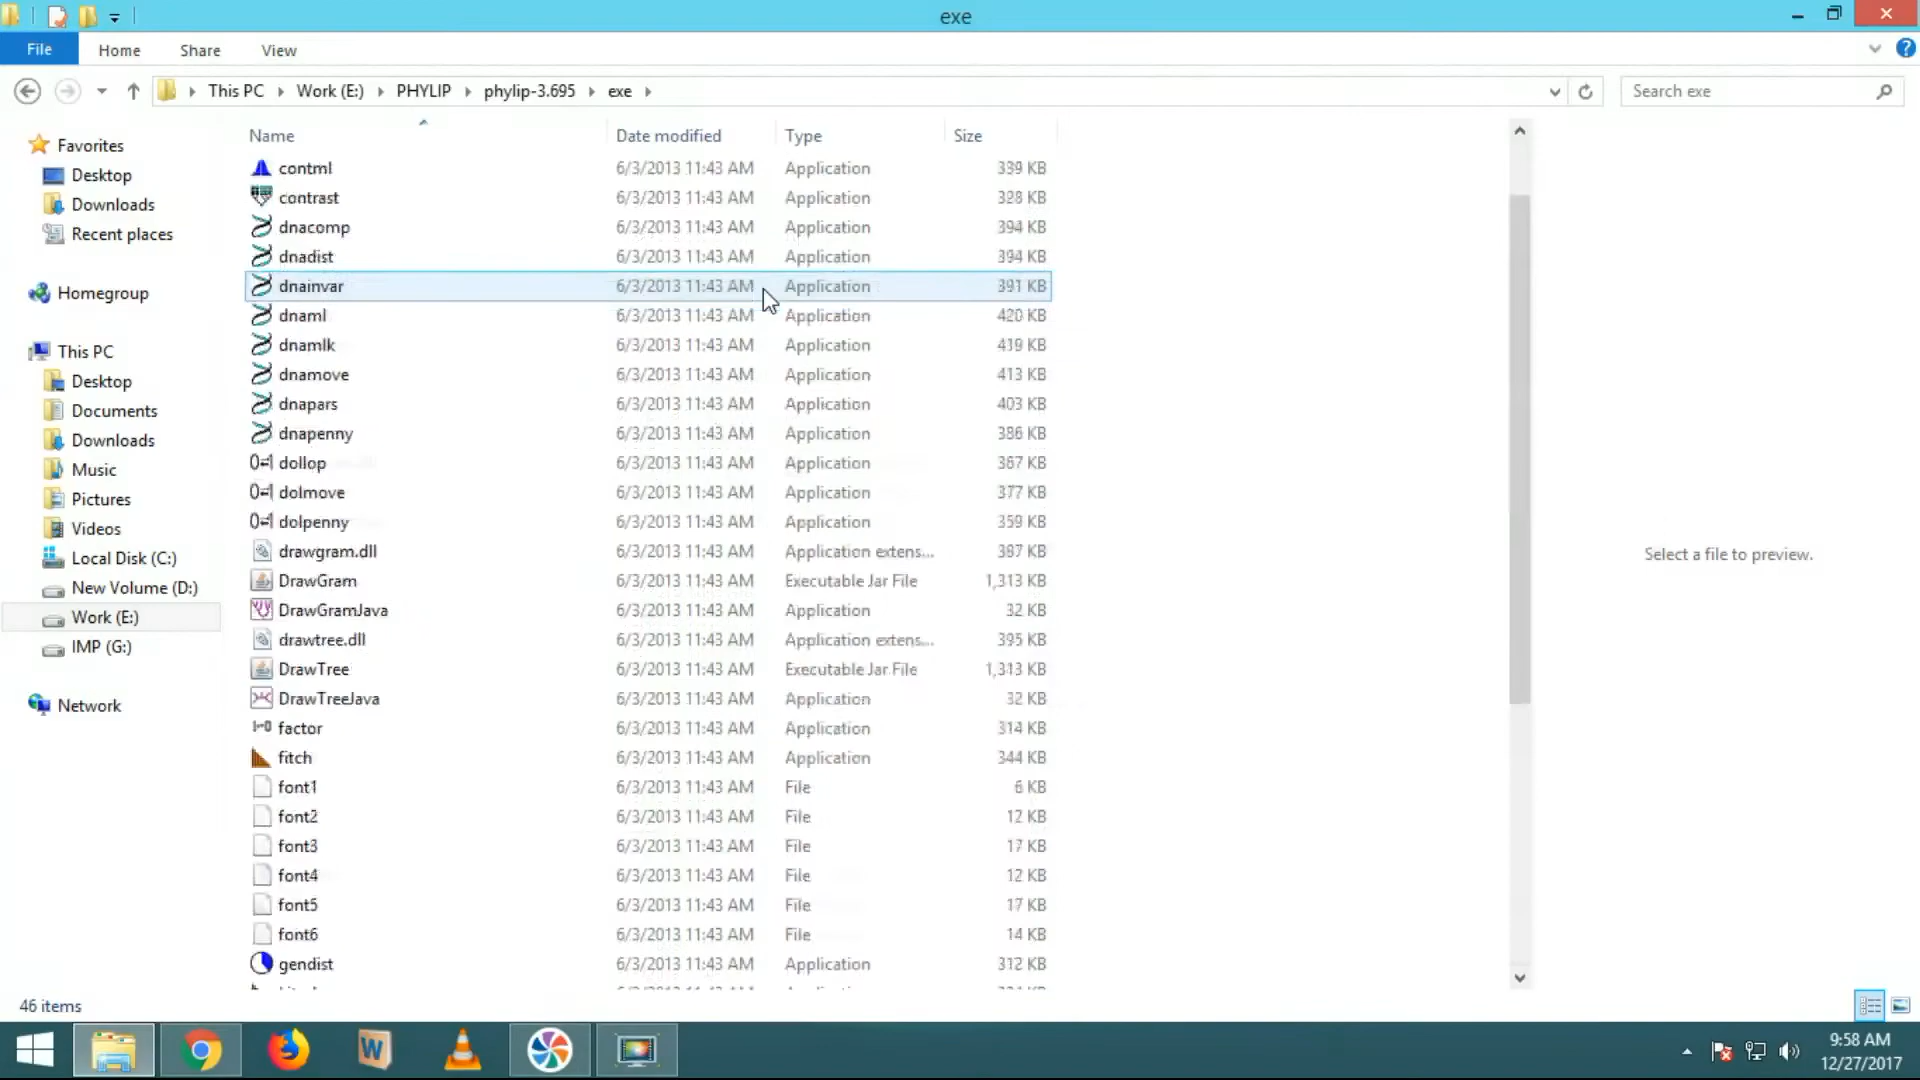 exe
File Home Share View
This PC Work (E:) PHYLIP phylip-3.695 exe
Search exe
Name Date modified Type Size
Favorites
Desktop
Downloads
Recent places
Homegroup
This PC
Desktop
Documents
Downloads
Music
Pictures
Videos
Local Disk (C:)
New Volume (D:)
Work (E:)
IMP (G:)
Network
contml 6/3/2013 11:43 AM Application 339 KB
contrast 6/3/2013 11:43 AM Application 328 KB
dnacomp 6/3/2013 11:43 AM Application 394 KB
dnadist 6/3/2013 11:43 AM Application 394 KB
dnainvar 6/3/2013 11:43 AM Application 391 KB
dnaml 6/3/2013 11:43 AM Application 420 KB
dnamlk 6/3/2013 11:43 AM Application 419 KB
dnamove 6/3/2013 11:43 AM Application 413 KB
dnapars 6/3/2013 11:43 AM Application 403 KB
dnapenny 6/3/2013 11:43 AM Application 386 KB
dollop 6/3/2013 11:43 AM Application 367 KB
dolmove 6/3/2013 11:43 AM Application 377 KB
dolpenny 6/3/2013 11:43 AM Application 359 KB
drawgram.dll 6/3/2013 11:43 AM Application extens... 387 KB
DrawGram 6/3/2013 11:43 AM Executable Jar File 1,313 KB
DrawGramJava 6/3/2013 11:43 AM Application 32 KB
drawtree.dll 6/3/2013 11:43 AM Application extens... 395 KB
DrawTree 6/3/2013 11:43 AM Executable Jar File 1,313 KB
DrawTreeJava 6/3/2013 11:43 AM Application 32 KB
factor 6/3/2013 11:43 AM Application 314 KB
fitch 6/3/2013 11:43 AM Application 344 KB
font1 6/3/2013 11:43 AM File 6 KB
font2 6/3/2013 11:43 AM File 12 KB
font3 6/3/2013 11:43 AM File 17 KB
font4 6/3/2013 11:43 AM File 12 KB
font5 6/3/2013 11:43 AM File 17 KB
font6 6/3/2013 11:43 AM File 14 KB
gendist 6/3/2013 11:43 AM Application 312 KB
Select a file to preview.
46 items
9:58 AM
12/27/2017